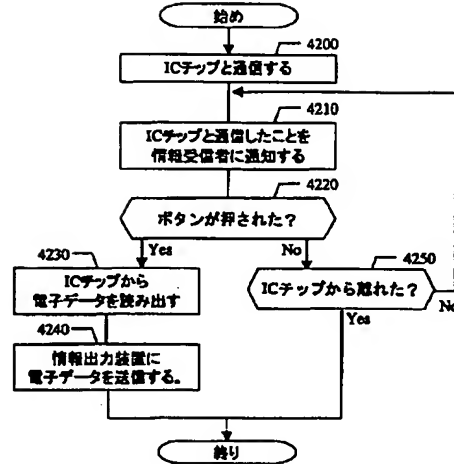 始め
4200
ICチップと通信する
4210
ICチップと通信したことを
情報受信者に通知する
4220
ボタンが押された?
Yes
No
4230
ICチップから
電子データを読み出す
4250
ICチップから離れた?
Yes
No
4240
情報出力装置に
電子データを送信する。
終り